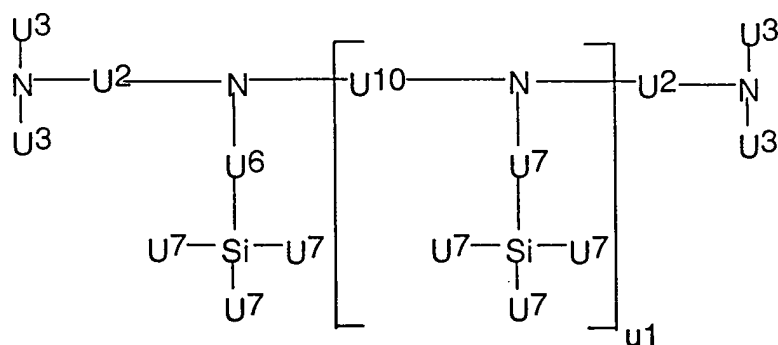 U3 U3
N U2 N U10 N U2 N
U3 U6 U7 U3
U7 Si U7 U7 Si U7
U7 U7
u1